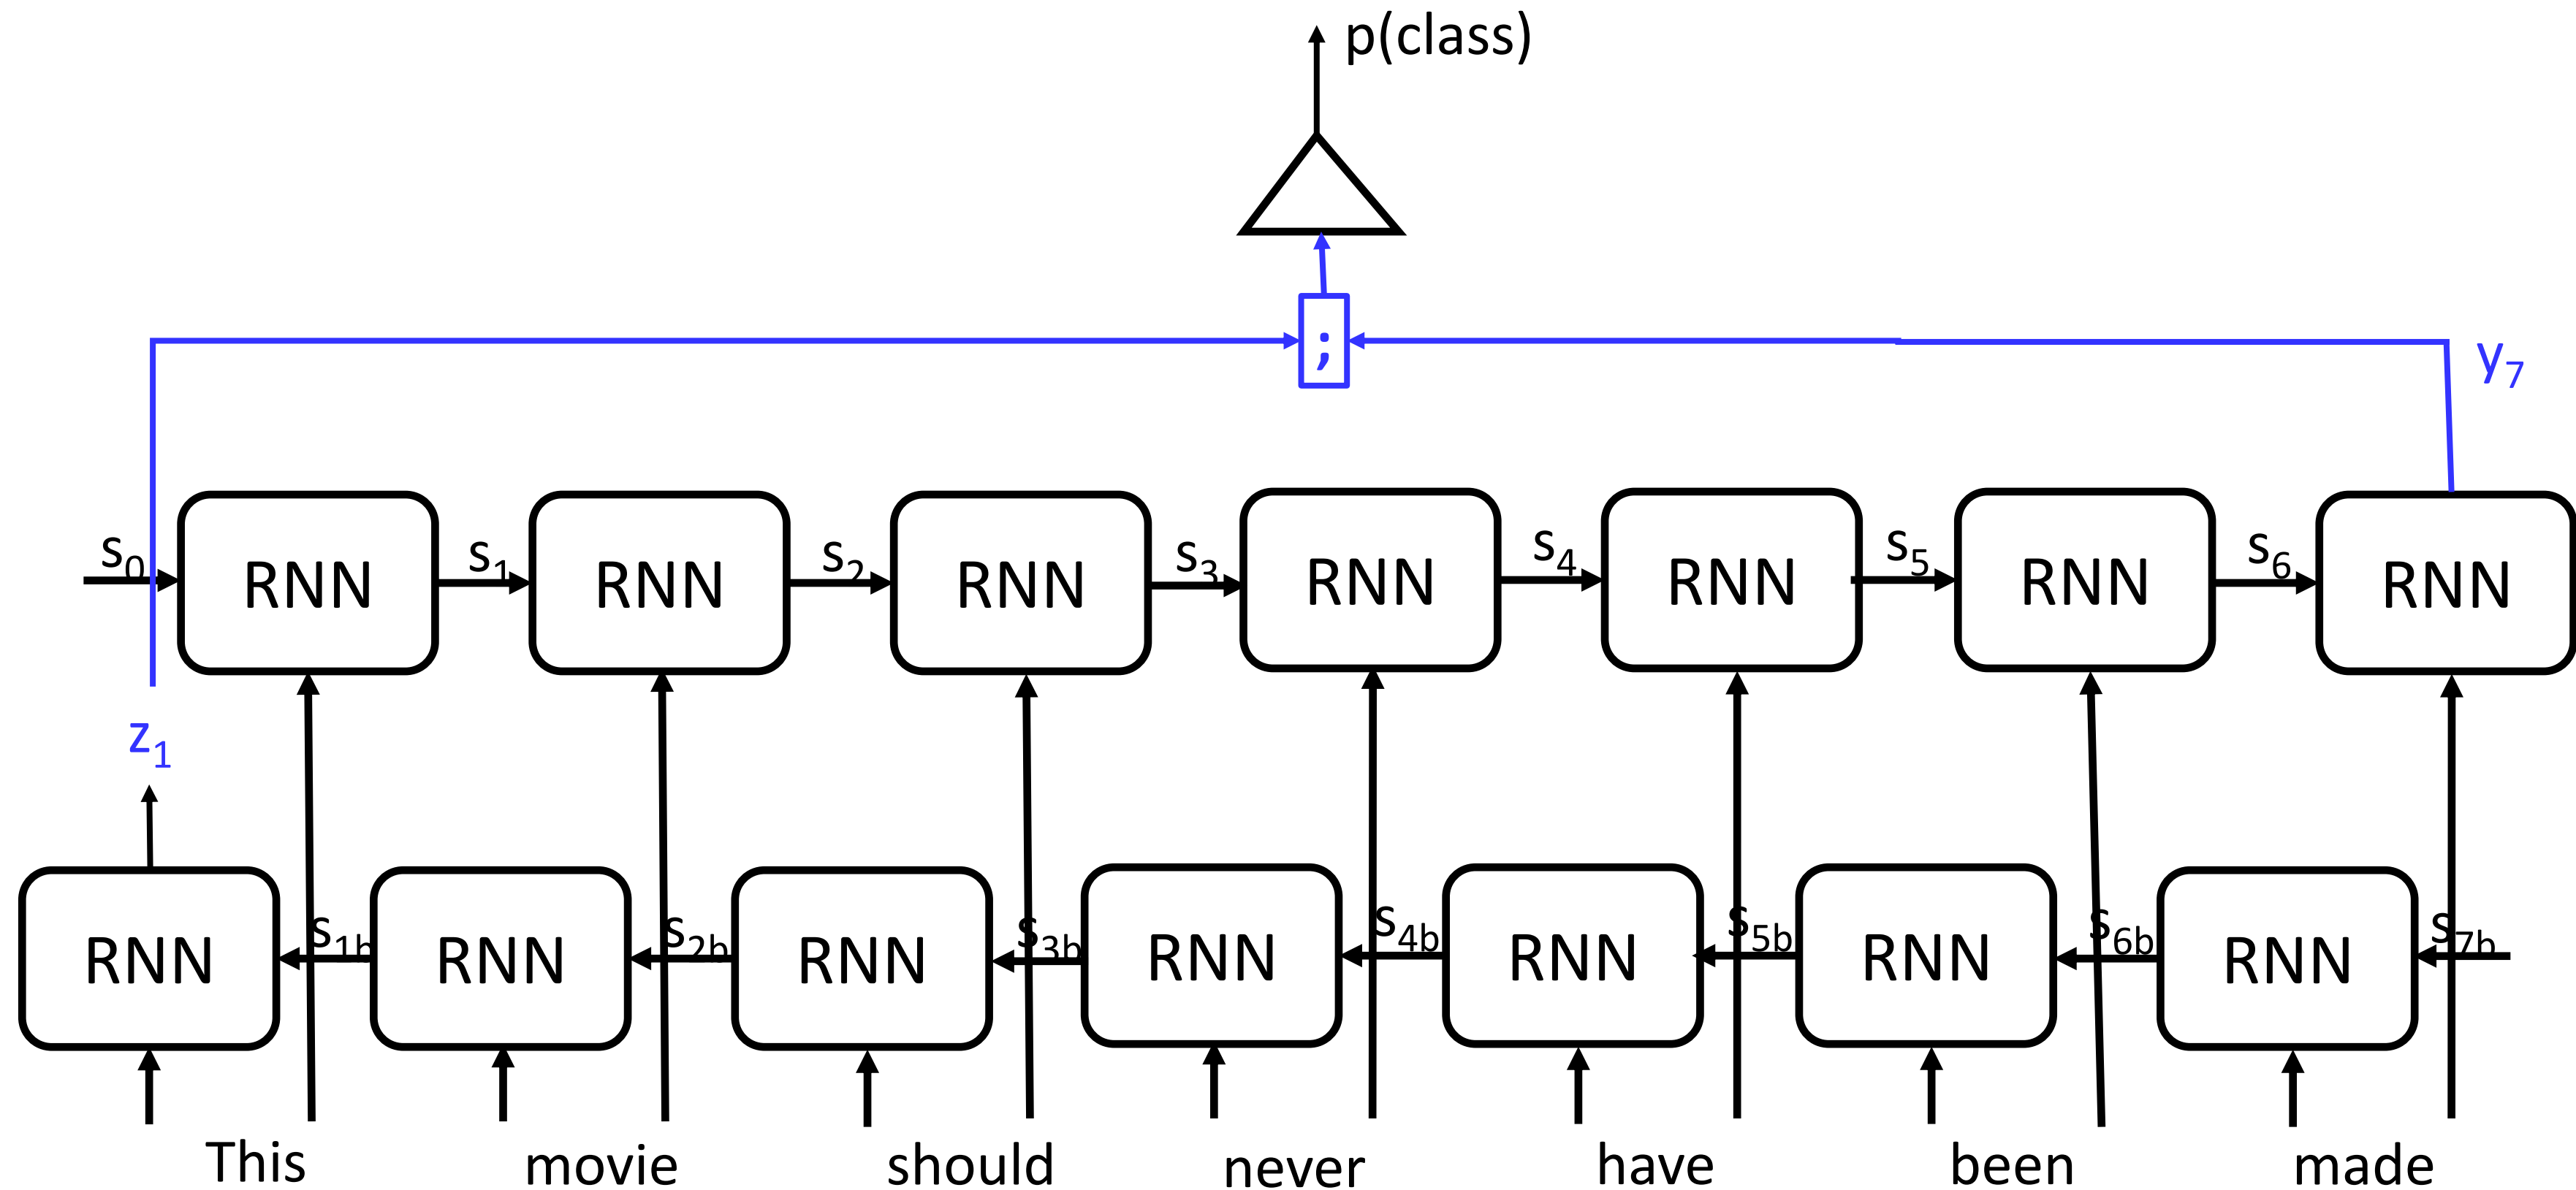 p(class)
;
y7
s0 RNN s1 RNN s2 RNN s3 RNN s4 RNN s5 RNN s6 RNN
z1
RNN s1b RNN s2b RNN s3b RNN s4b RNN s5b RNN s6b RNN s7b
This movie should never have been made